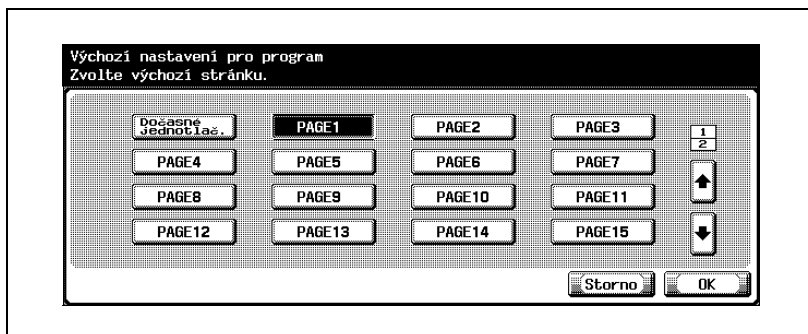 Výchozí nastavení pro program
Zvolte výchozí stránku.
Dočasné
jednotlač.
PAGE1
PAGE2
PAGE3
1
2
PAGE4
PAGE5
PAGE6
PAGE7
PAGE8
PAGE9
PAGE10
PAGE11
PAGE12
PAGE13
PAGE14
PAGE15
Storno
OK